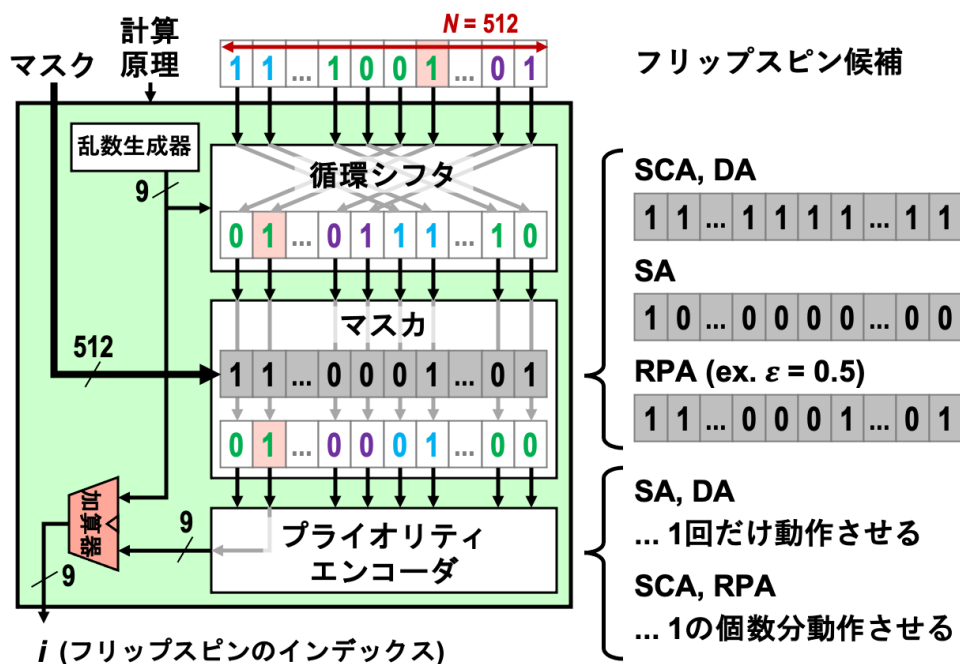 計算
原理
マスク
N = 512
1 1 ... 1 0 0 1 ... 0 1
フリップスピン候補
乱数生成器
9
循環シフタ
0 1 ... 0 1 1 1 ... 1 0
SCA, DA
1 1 ... 1 1 1 1 ... 1 1
SA
1 0 ... 0 0 0 0 ... 0 0
マスカ
512
1 1 ... 0 0 0 1 ... 0 1
0 1 ... 0 0 0 1 ... 0 0
RPA (ex. ε = 0.5)
1 1 ... 0 0 0 1 ... 0 1
加算器
9
9
プライオリティ
エンコーダ
SA, DA
... 1回だけ動作させる
SCA, RPA
... 1の個数分動作させる
i (フリップスピンのインデックス)